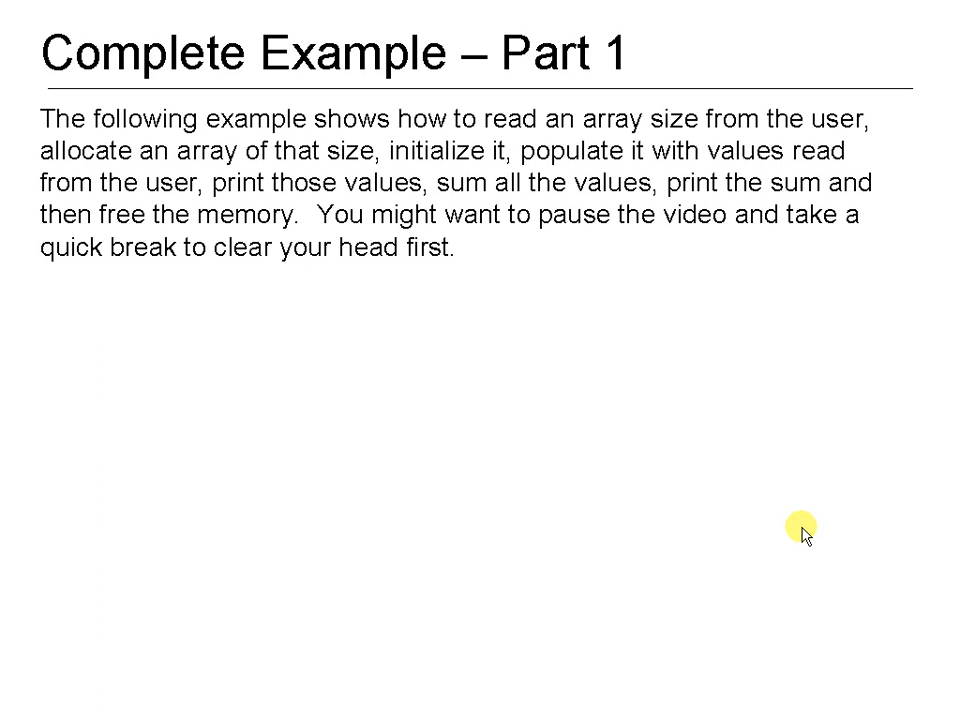 Complete Example – Part 1
The following example shows how to read an array size from the user,
allocate an array of that size, initialize it, populate it with values read
from the user, print those values, sum all the values, print the sum and
then free the memory.  You might want to pause the video and take a
quick break to clear your head first.